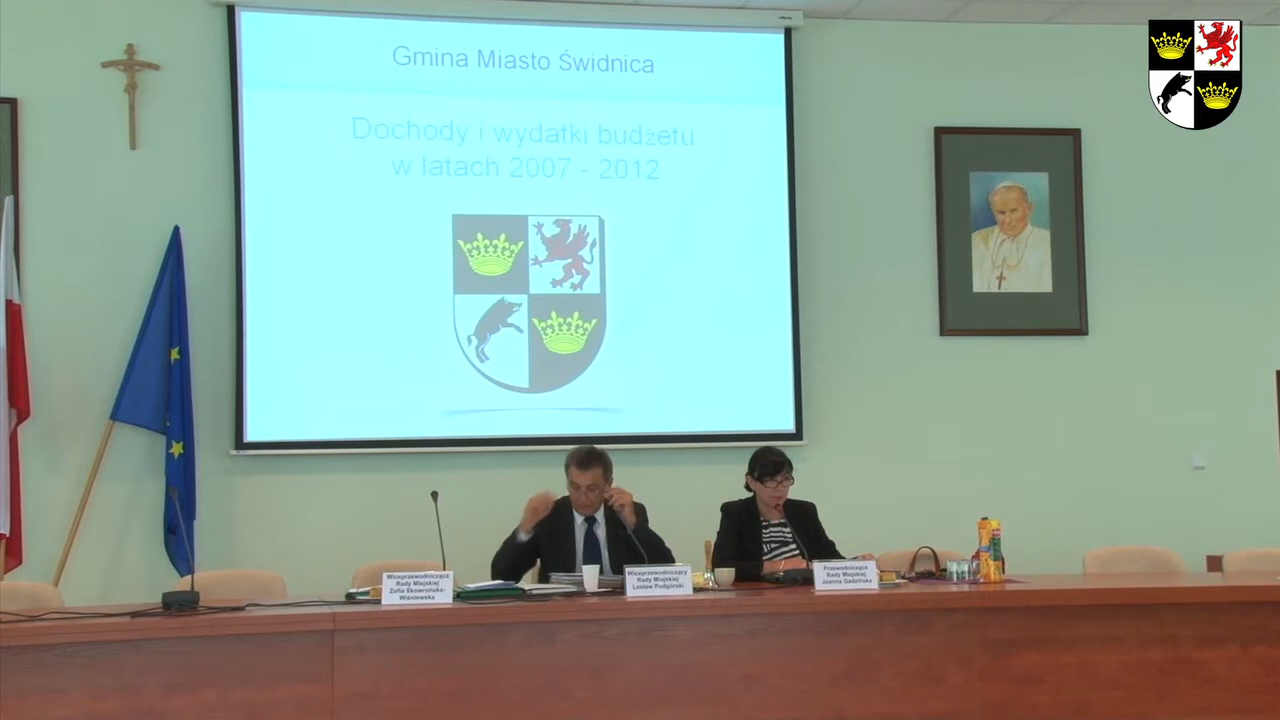 Gmina Miasto Świdnica
Dochody i wydatki budżetu
w latach 2007 - 2012
Wiceprzewodnicząca
Rady Miejskiej
Zofia Skowrońska-
Wiśniewska
Wiceprzewodniczący
Rady Miejskiej
Lesław Podgórski
Przewodnicząca
Rady Miejskiej
Joanna Gadzińska